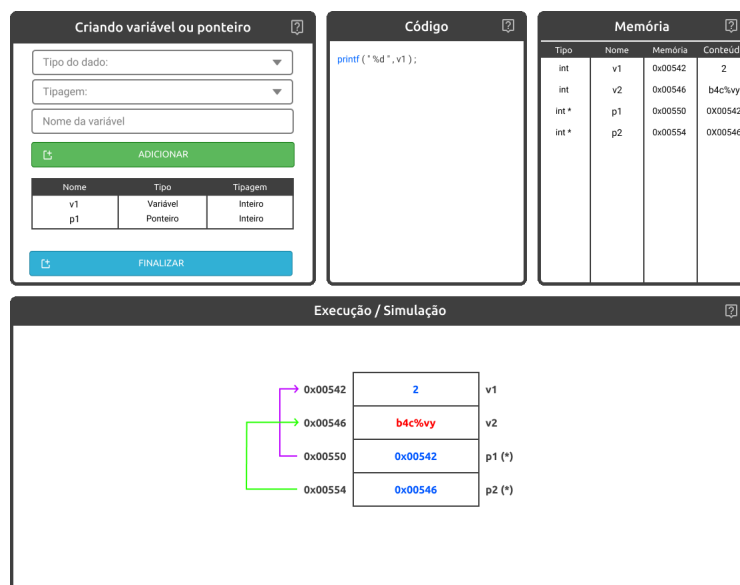 Criando variável ou ponteiro
Tipo do dado:
Tipagem:
Nome da variável
ADICIONAR
Nome Tipo Tipagem
v1 Variável Inteiro
p1 Ponteiro Inteiro
FINALIZAR
Código
printf ( " %d " , v1 ) ;
Memória
Tipo Nome Memória Conteúd
int v1 0x00542 2
int v2 0x00546 b4c%vy
int * p1 0x00550 0X00542
int * p2 0x00554 0X00546
Execução / Simulação
0x00542 2 v1
0x00546 b4c%vy v2
0x00550 0x00542 p1 (*)
0x00554 0x00546 p2 (*)